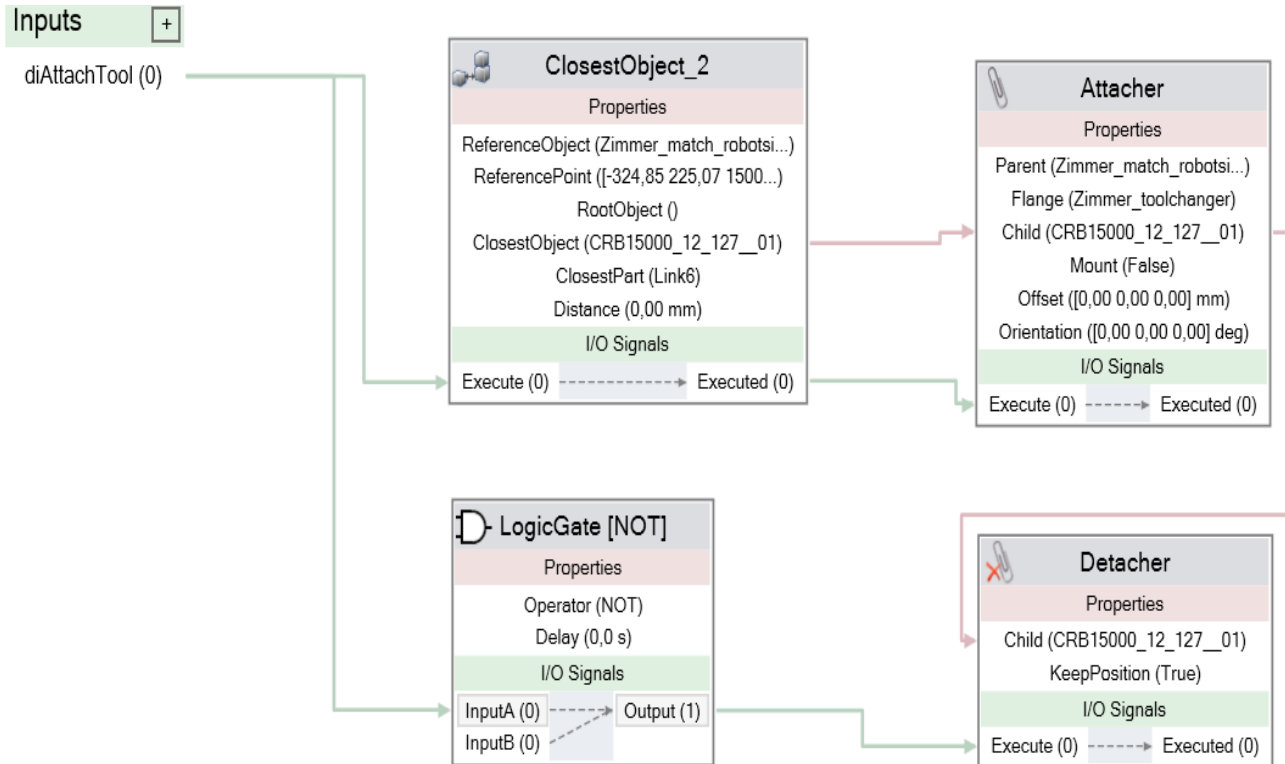 Inputs +
diAttachTool (0)
ClosestObject_2
Properties
ReferenceObject (Zimmer_match_robotsi...)
ReferencePoint ([-324,85 225,07 1500...)
RootObject ()
ClosestObject (CRB15000_12_127__01)
ClosestPart (Link6)
Distance (0,00 mm)
I/O Signals
Execute (0) Executed (0)
Attacher
Properties
Parent (Zimmer_match_robotsi...)
Flange (Zimmer_toolchanger)
Child (CRB15000_12_127__01)
Mount (False)
Offset ([0,00 0,00 0,00] mm)
Orientation ([0,00 0,00 0,00] deg)
I/O Signals
Execute (0) Executed (0)
LogicGate [NOT]
Properties
Operator (NOT)
Delay (0,0 s)
I/O Signals
InputA (0) Output (1)
InputB (0)
Detacher
Properties
Child (CRB15000_12_127__01)
KeepPosition (True)
I/O Signals
Execute (0) Executed (0)